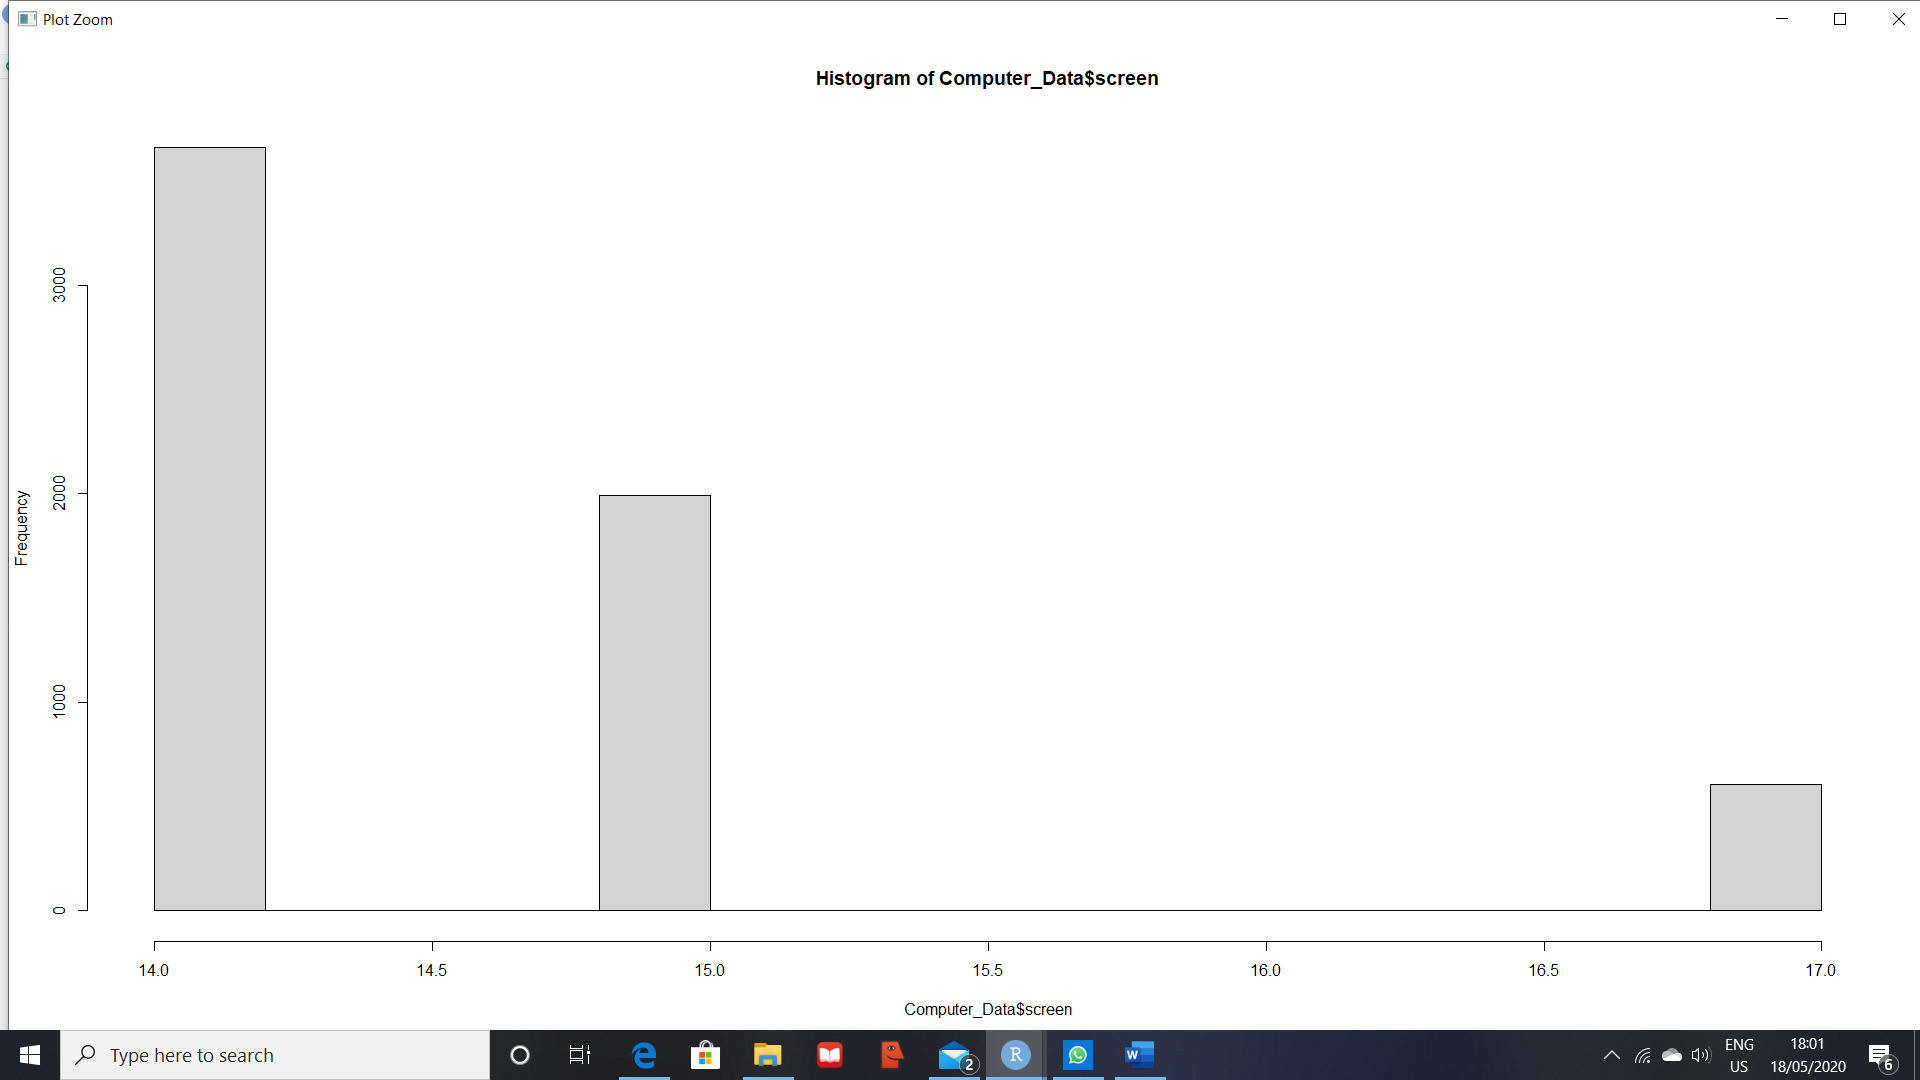 Plot Zoom
Histogram of Computer_Data$screen
Frequency
3000
2000
1000
0
14.0 14.5 15.0 15.5 16.0 16.5 17.0
Computer_Data$screen
Type here to search
2
R
W
ENG
US
18:01
18/05/2020
6